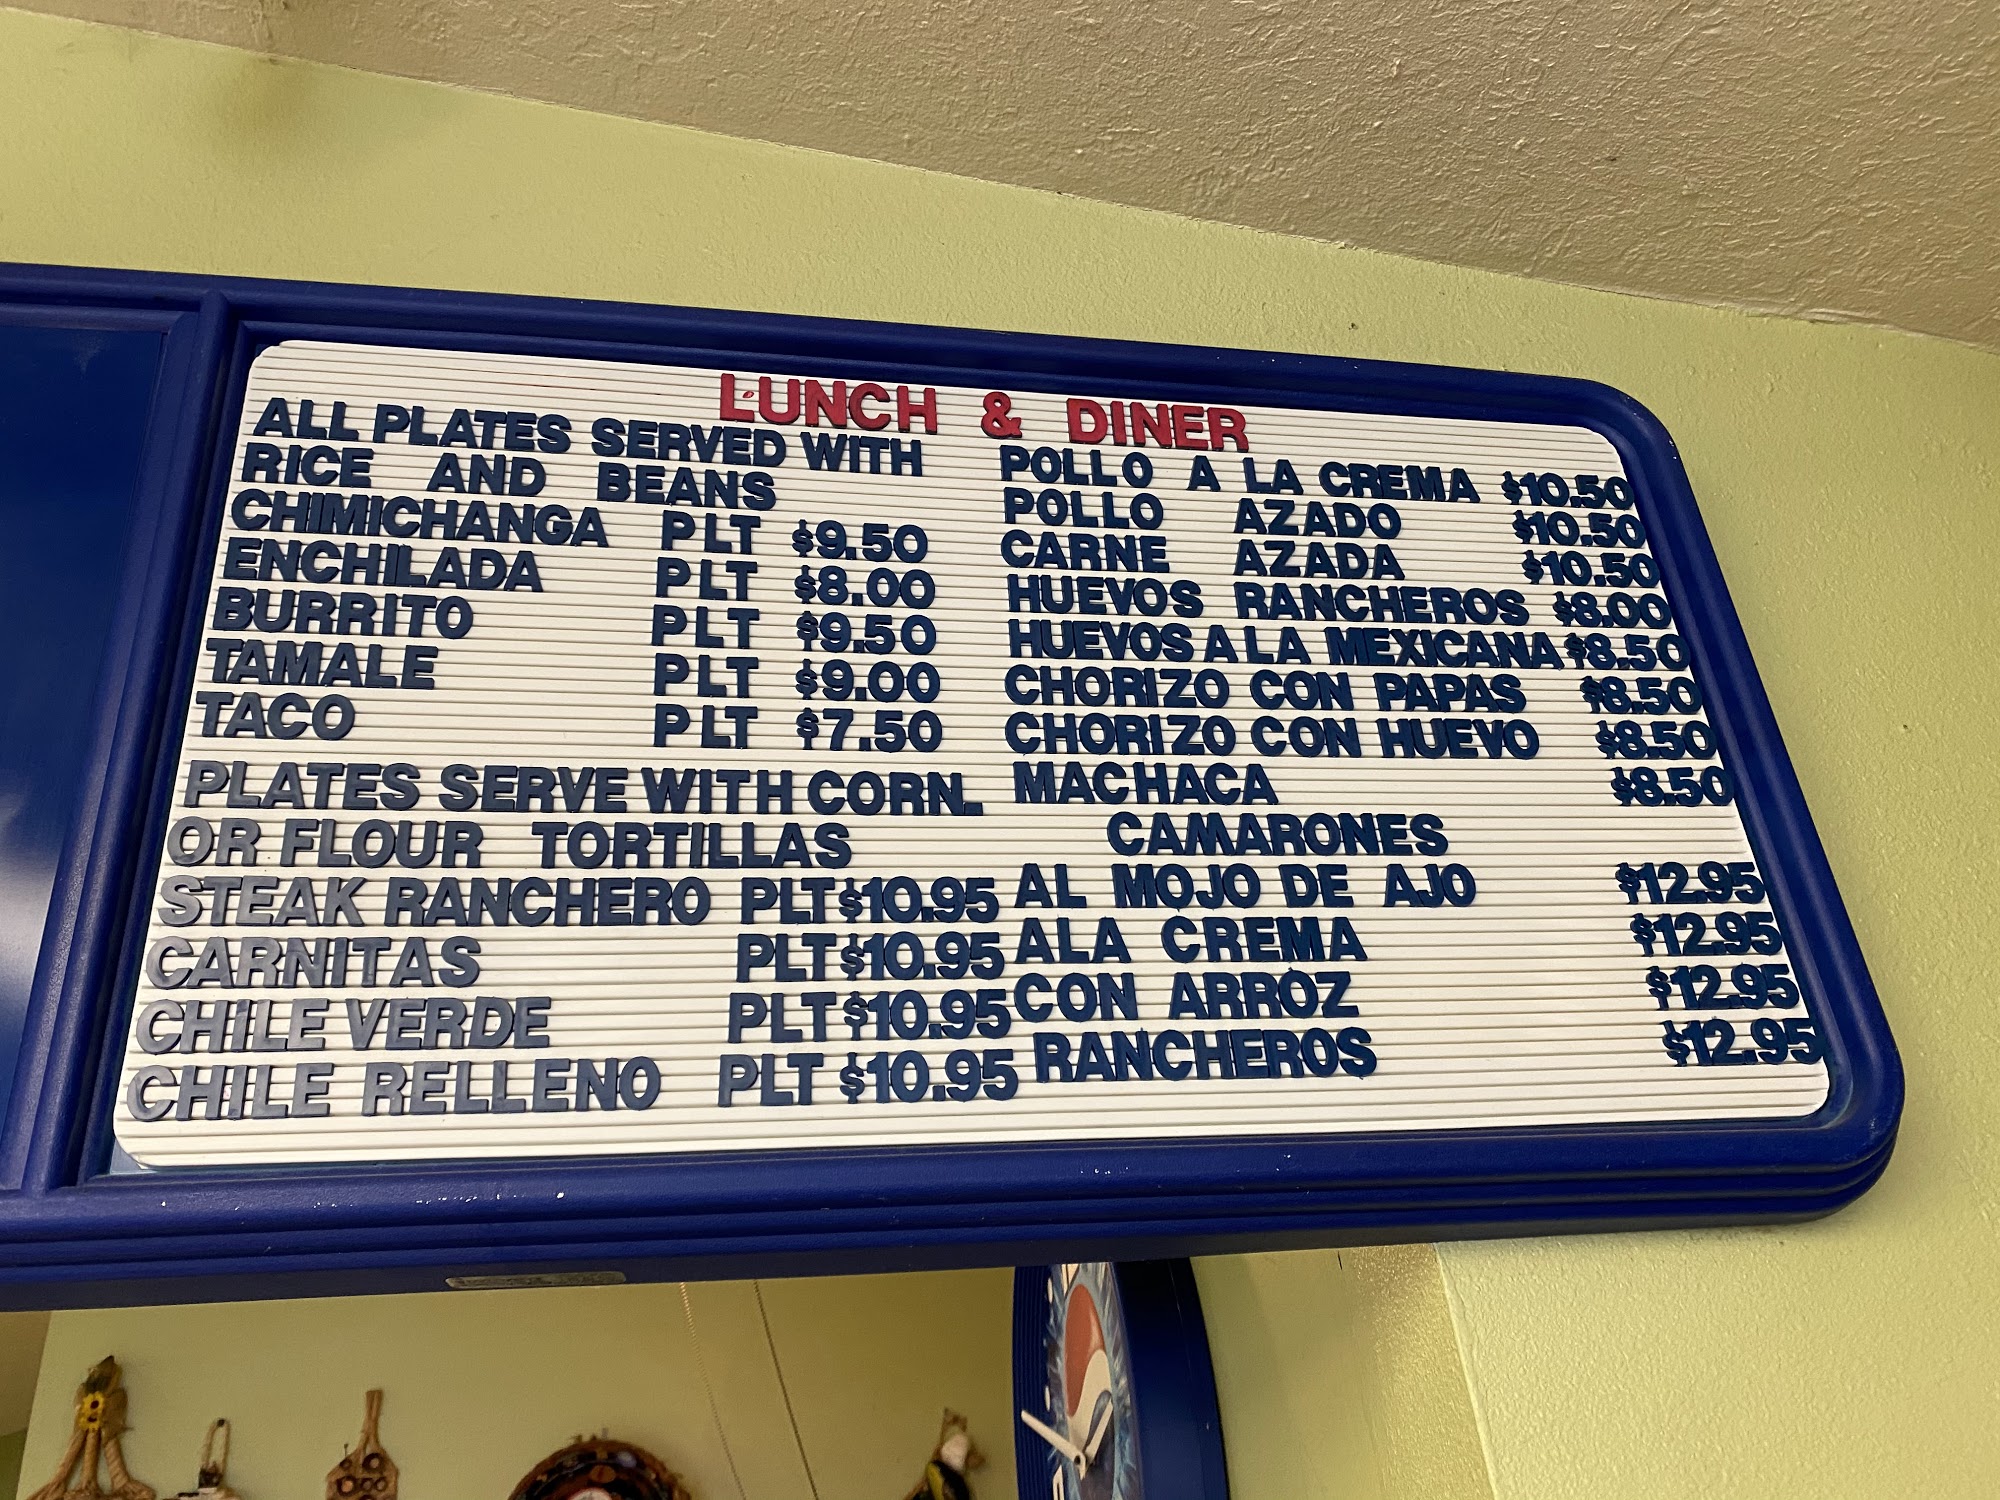 LUNCH & DINER
ALL PLATES SERVED WITH
RICE AND BEANS
CHIMICHANGA PLT $9.50
ENCHILADA PLT $8.00
BURRITO PLT $9.50
TAMALE PLT $9.00
TACO PLT $7.50
PLATES SERVE WITH CORN.
OR FLOUR TORTILLAS
STEAK RANCHERO PLT $10.95
CARNITAS PLT $10.95
CHILE VERDE PLT $10.95
CHILE RELLENO PLT $10.95
POLLO A LA CREMA $10.50
POLLO AZADO $10.50
CARNE AZADA $10.50
HUEVOS RANCHEROS $8.00
HUEVOS A LA MEXICANA $8.50
CHORIZO CON PAPAS $8.50
CHORIZO CON HUEVO $8.50
MACHACA $8.50
CAMARONES
AL MOJO DE AJO $12.95
ALA CREMA $12.95
CON ARROZ $12.95
RANCHEROS $12.95